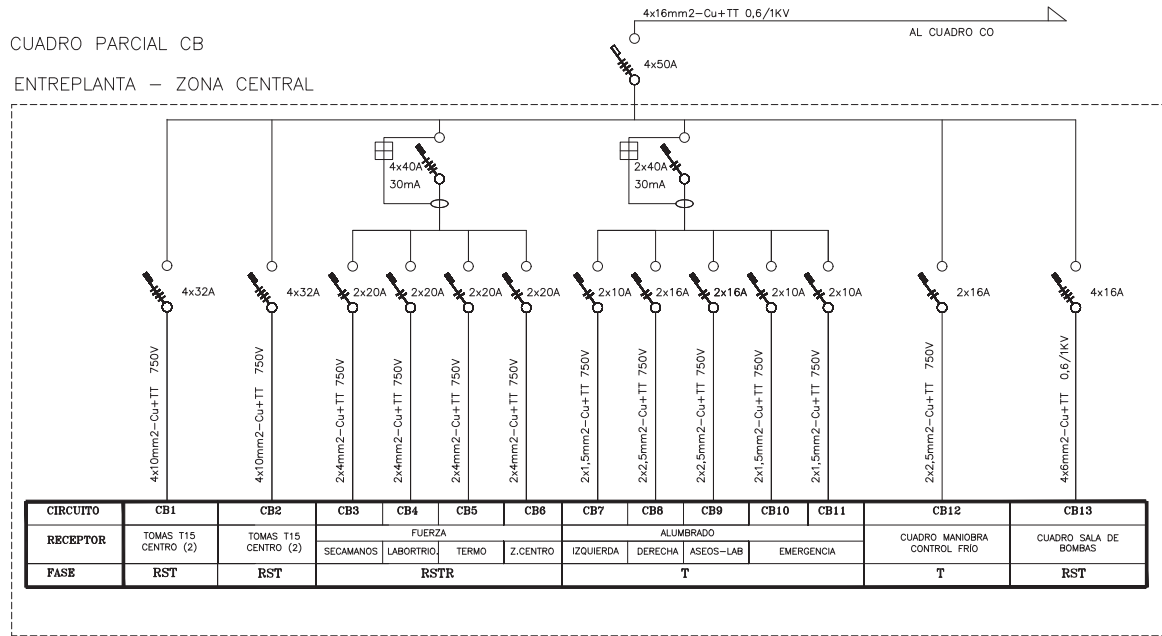 4x16mm2-Cu+TT 0,6/1KV
AL CUADRO CO
CUADRO PARCIAL CB
4x50A
ENTREPLANTA - ZONA CENTRAL
4x40A
30mA
2x40A
30mA
4x32A
4x32A
2x20A
2x20A
2x20A
2x20A
2x10A
2x16A
2x16A
2x10A
2x10A
2x16A
4x16A
4x10mm2-Cu+TT 750V
4x10mm2-Cu+TT 750V
2x4mm2-Cu+TT 750V
2x4mm2-Cu+TT 750V
2x4mm2-Cu+TT 750V
2x4mm2-Cu+TT 750V
2x1,5mm2-Cu+TT 750V
2x2,5mm2-Cu+TT 750V
2x2,5mm2-Cu+TT 750V
2x1,5mm2-Cu+TT 750V
2x1,5mm2-Cu+TT 750V
2x2,5mm2-Cu+TT 750V
4x6mm2-Cu+TT 0,6/1KV
CIRCUITO CB1 CB2 CB3 CB4 CB5 CB6 CB7 CB8 CB9 CB10 CB11 CB12 CB13
RECEPTOR
TOMAS T15
CENTRO (2)
TOMAS T15
CENTRO (2)
FUERZA
SECAMANOS LABORTRIO. TERMO Z.CENTRO
ALUMBRADO
IZQUIERDA DERECHA ASEOS-LAB EMERGENCIA
CUADRO MANIOBRA
CONTROL FRÍO
CUADRO SALA DE
BOMBAS
FASE RST RST RSTR T T RST